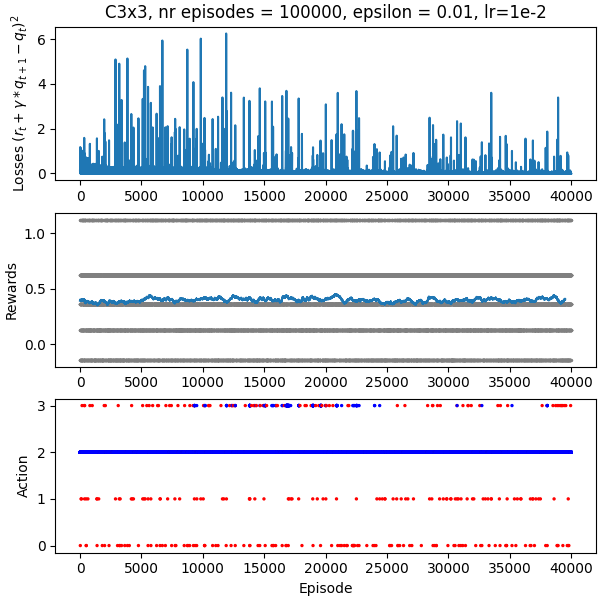 C3x3, nr episodes = 100000, epsilon = 0.01, lr=1e-2
Losses $(r_t + \gamma * q_{t+1} - q_t)^2$
6
4
2
0
0 5000 10000 15000 20000 25000 30000 35000 40000
Rewards
1.0
0.5
0.0
0 5000 10000 15000 20000 25000 30000 35000 40000
Action
3
2
1
0
0 5000 10000 15000 20000 25000 30000 35000 40000
Episode